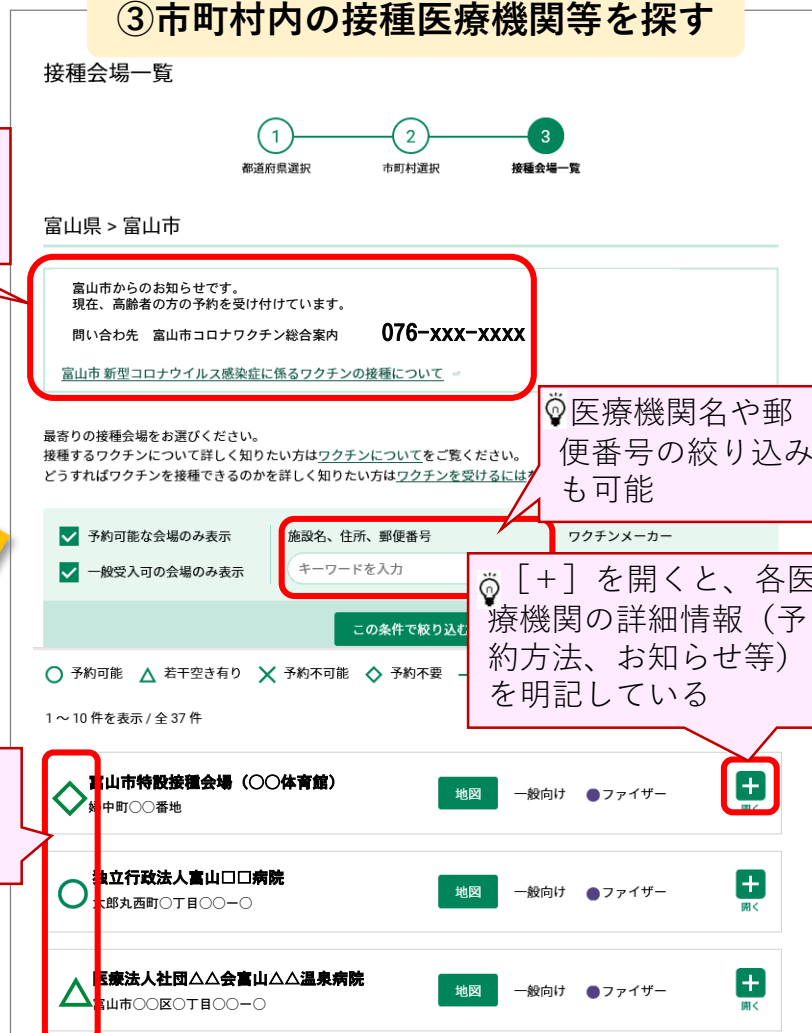 ③市町村内の接種医療機関等を探す
接種会場一覧
1
2
3
都道府県選択
市町村選択
接種会場一覧
富山県 > 富山市
富山市からのお知らせです。
現在、高齢者の方の予約を受け付けています。
問い合わせ先 富山市コロナワクチン総合案内 076-xxx-xxxx
富山市 新型コロナウイルス感染症に係るワクチンの接種について
医療機関名や郵
便番号の絞り込み
も可能
最寄りの接種会場をお選びください。
接種するワクチンについて詳しく知りたい方はワクチンについてをご覧ください。
どうすればワクチンを接種できるのかを詳しく知りたい方はワクチンを受けるには
予約可能な会場のみ表示
一般受入可の会場のみ表示
施設名、住所、郵便番号
キーワードを入力
ワクチンメーカー
この条件で絞り込む
[+]を開くと、各医
療機関の詳細情報(予
約方法、お知らせ等)
を明記している
予約可能 若干空き有り 予約不可能 予約不要
1 ~ 10 件を表示 / 全 37 件
富山市特設接種会場(〇〇体育館)
婦中町〇〇番地
地図 一般向け ファイザー
独立行政法人富山□□病院
太郎丸西町〇丁目〇〇ー〇
地図 一般向け ファイザー
開く
医療法人社団△△会富山△△温泉病院
富山市〇〇区〇丁目〇〇ー〇
地図 一般向け ファイザー
開く